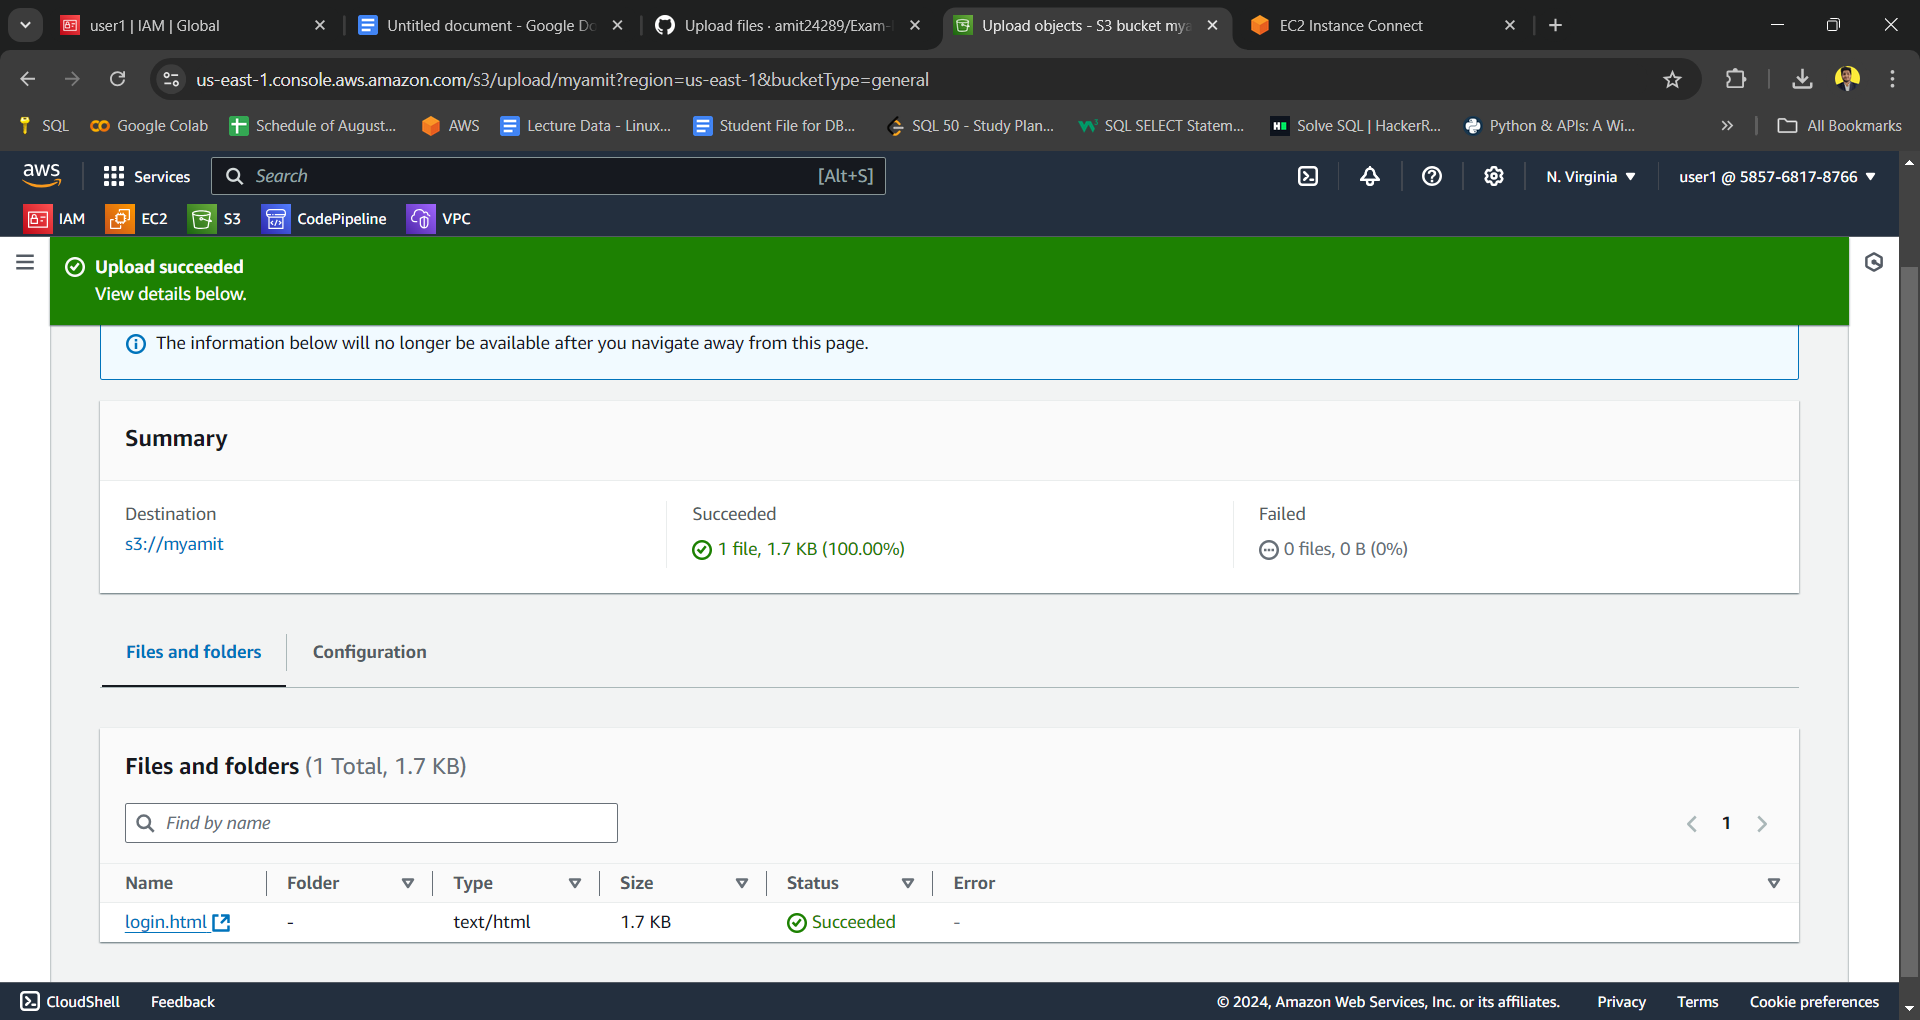 user1 | IAM | Global
Untitled document - Google Do
Upload files · amit24289/Exam-
Upload objects - S3 bucket mya
EC2 Instance Connect
us-east-1.console.aws.amazon.com/s3/upload/myamit?region=us-east-1&bucketType=general
SQL
Google Colab
Schedule of August...
AWS
Lecture Data - Linux...
Student File for DB...
SQL 50 - Study Plan...
SQL SELECT Statem...
Solve SQL | HackerR...
Python & APIs: A Wi...
All Bookmarks
aws
Services
Search
[Alt+S]
N. Virginia
user1 @ 5857-6817-8766
IAM
EC2
S3
CodePipeline
VPC
Upload succeeded
View details below.
The information below will no longer be available after you navigate away from this page.
Summary
Destination
s3://myamit
Succeeded
1 file, 1.7 KB (100.00%)
Failed
0 files, 0 B (0%)
Files and folders
Configuration
Files and folders (1 Total, 1.7 KB)
Find by name
1
Name
Folder
Type
Size
Status
Error
login.html
-
text/html
1.7 KB
Succeeded
-
CloudShell
Feedback
© 2024, Amazon Web Services, Inc. or its affiliates.
Privacy
Terms
Cookie preferences